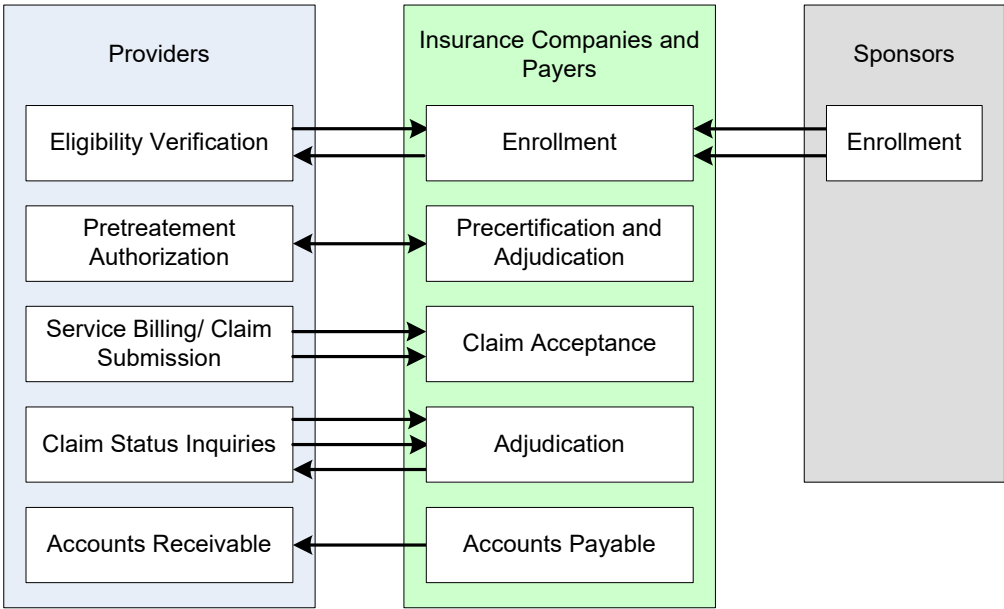 Providers
Insurance Companies and
Payers
Sponsors
Eligibility Verification
Enrollment
Enrollment
Pretreatement
Authorization
Precertification and
Adjudication
Service Billing/ Claim
Submission
Claim Acceptance
Claim Status Inquiries
Adjudication
Accounts Receivable
Accounts Payable